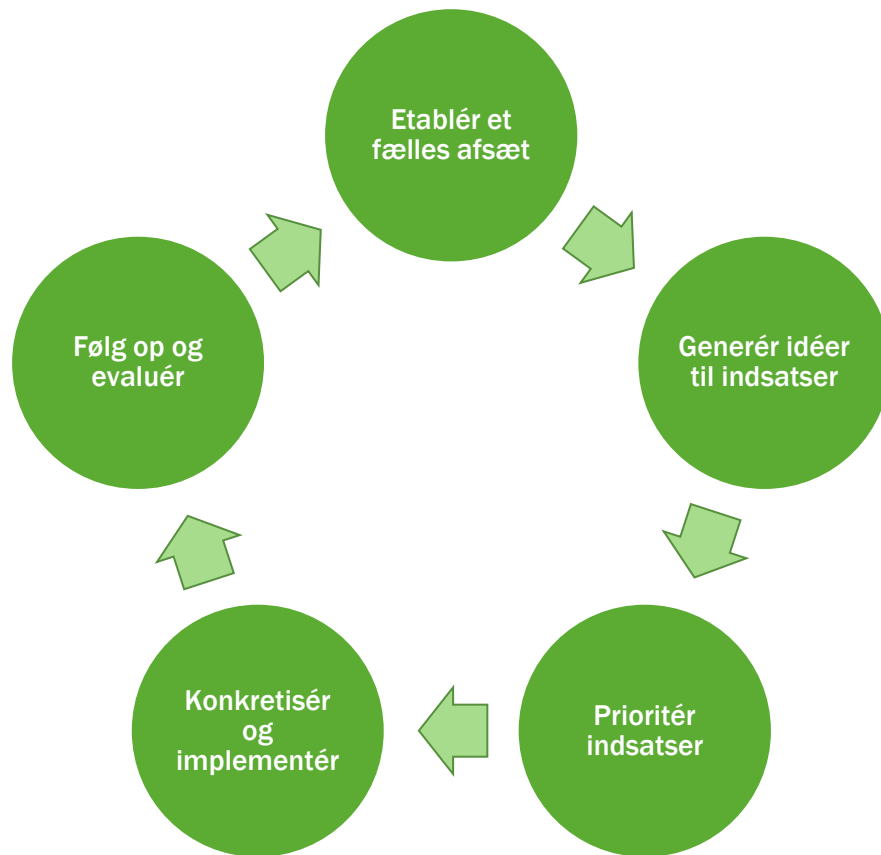 Etablér et
fælles afsæt
Generér idéer
til indsatser
Prioritér
indsatser
Konkretisér
og
implementér
Følg op og
evaluér